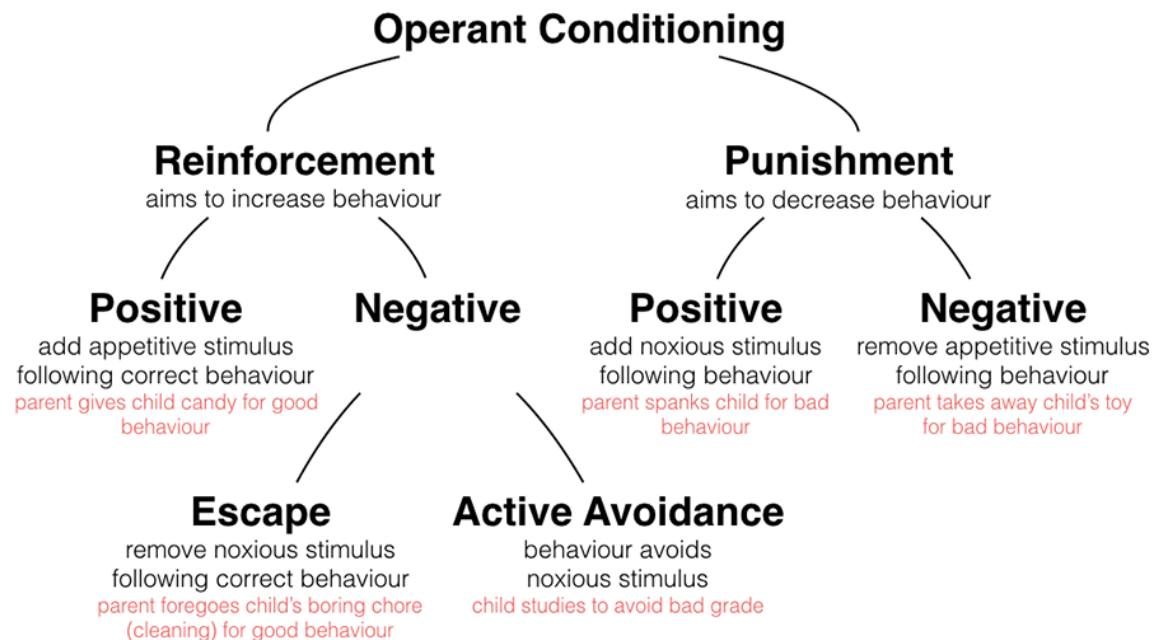 Operant Conditioning
Reinforcement
aims to increase behaviour
Punishment
aims to decrease behaviour
Positive
add appetitive stimulus
following correct behaviour
parent gives child candy for good
behaviour
Negative
Positive
add noxious stimulus
following behaviour
parent spanks child for bad
behaviour
Negative
remove appetitive stimulus
following behaviour
parent takes away child's toy
for bad behaviour
Escape
remove noxious stimulus
following correct behaviour
parent foregoes child's boring chore
(cleaning) for good behaviour
Active Avoidance
behaviour avoids
noxious stimulus
child studies to avoid bad grade